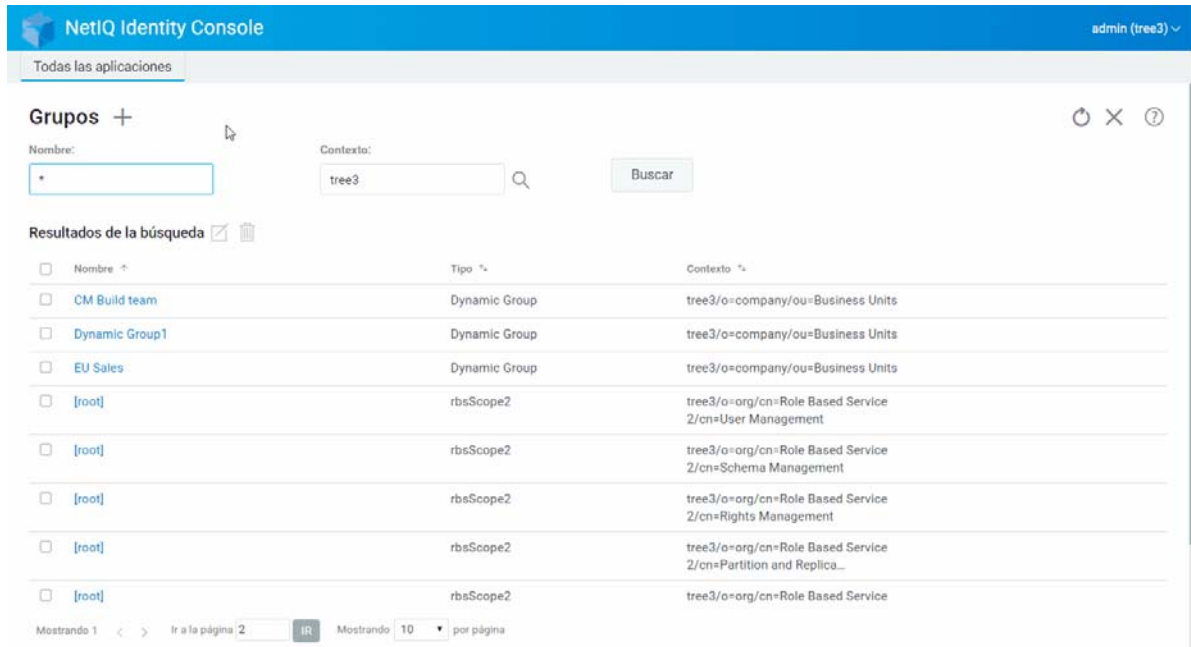 NetIQ Identity Console
admin (tree3)
Todas las aplicaciones
Grupos
Nombre: Contexto:
* tree3 Buscar
Resultados de la búsqueda
Nombre Tipo Contexto
CM Build team Dynamic Group tree3/o=company/ou=Business Units
Dynamic Group1 Dynamic Group tree3/o=company/ou=Business Units
EU Sales Dynamic Group tree3/o=company/ou=Business Units
[root] rbsScope2 tree3/o=org/cn=Role Based Service
2/cn=User Management
[root] rbsScope2 tree3/o=org/cn=Role Based Service
2/cn=Schema Management
[root] rbsScope2 tree3/o=org/cn=Role Based Service
2/cn=Rights Management
[root] rbsScope2 tree3/o=org/cn=Role Based Service
2/cn=Partition and Replica...
[root] rbsScope2 tree3/o=org/cn=Role Based Service
Mostrando 1 < > Ir a la página 2 IR Mostrando 10 por página